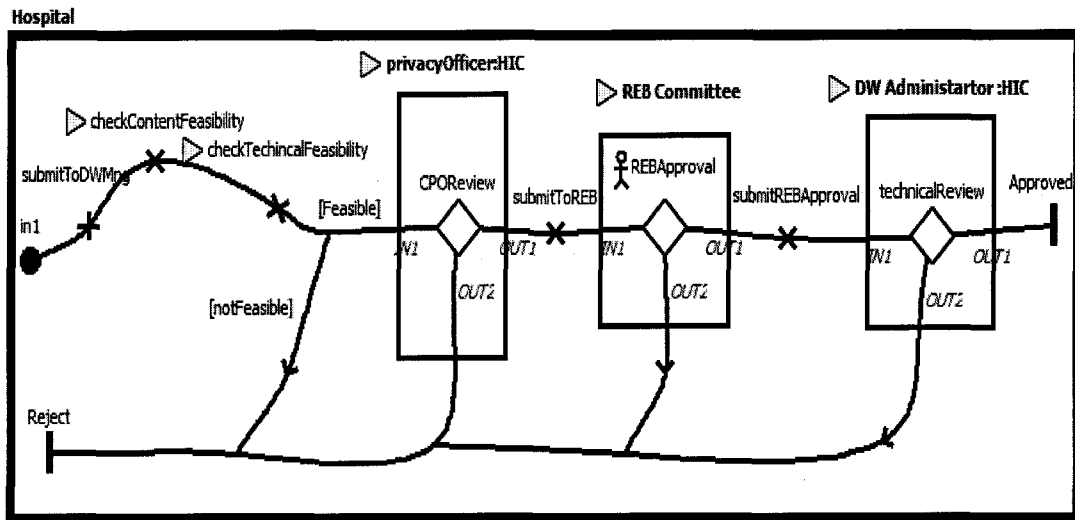 Hospital
privacyOfficer:HIC
REB Committee
DW Administartor :HIC
checkContentFeasibility
checkTechincalFeasibility
submitToDWMng
in1
[Feasible]
CPOReview
submitToREB
REBApproval
submitREBApproval
technicalReview
Approved
IN1
OUT1
IN1
OUT1
IN1
OUT1
OUT2
OUT2
OUT2
[notFeasible]
Reject